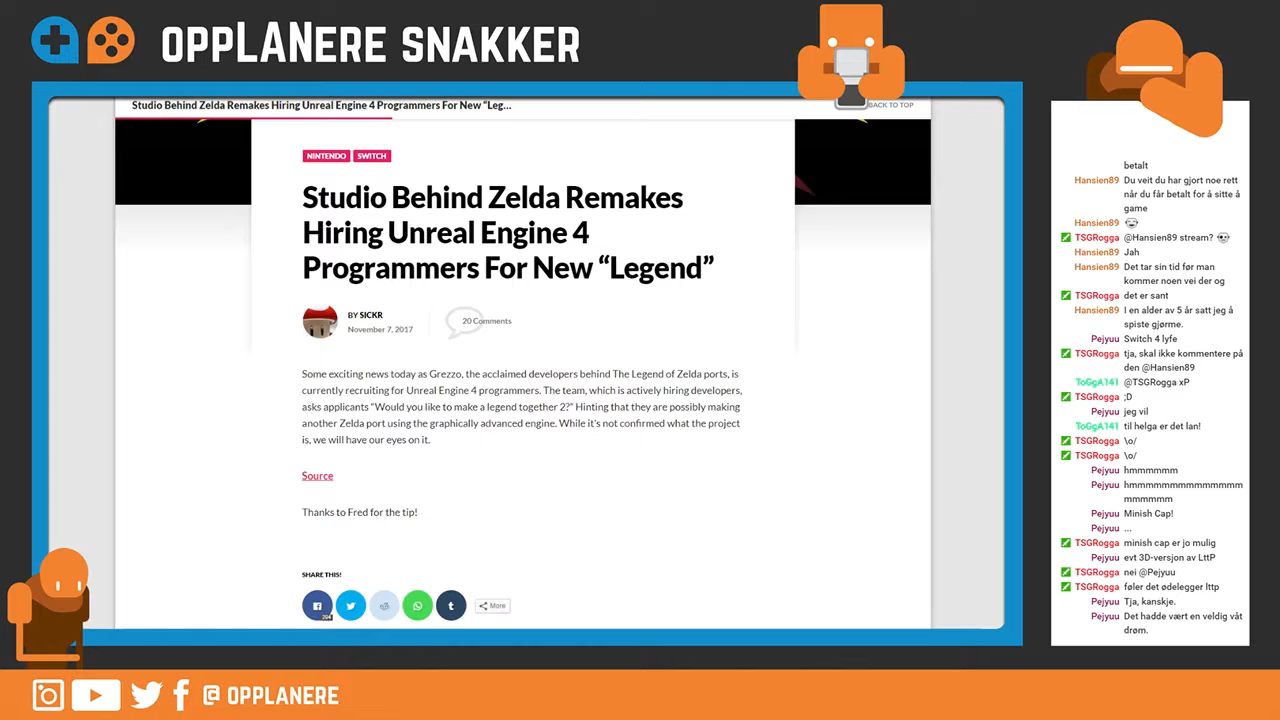 OPPLANERE SNAKKER
Studio Behind Zelda Remakes Hiring Unreal Engine 4 Programmers For New “Leg...
BACK TO TOP
NINTENDO SWITCH
Studio Behind Zelda Remakes
Hiring Unreal Engine 4
Programmers For New “Legend”
BY SICKR
November 7, 2017
20 Comments
Some exciting news today as Grezzo, the acclaimed developers behind The Legend of Zelda ports, is
currently recruiting for Unreal Engine 4 programmers. The team, which is actively hiring developers,
asks applicants “Would you like to make a legend together 2?” Hinting that they are possibly making
another Zelda port using the graphically advanced engine. While it’s not confirmed what the project
is, we will have our eyes on it.
Source
Thanks to Fred for the tip!
SHARE THIS!
More
betalt
Hansien89 Du veit du har gjort noe rett
når du får betalt for å sitte å
game
Hansien89
TSGRogga @Hansien89 stream?
Hansien89 Jah
Hansien89 Det tar sin tid før man
kommer noen vei der og
TSGRogga det er sant
Hansien89 I en alder av 5 år satt jeg å
spiste gjørme.
Pejyuu Switch 4 lyfe
TSGRogga tja, skal ikke kommentere på
den @Hansien89
ToGgA141 @TSGRogga xP
TSGRogga ;D
Pejyuu jeg vil
ToGgA141 til helga er det lan!
TSGRogga \o/
TSGRogga \o/
Pejyuu hmmmmmm
Pejyuu hmmmmmmmmmmmmmmm
mmmmmm
Pejyuu Minish Cap!
Pejyuu ...
TSGRogga minish cap er jo mulig
Pejyuu evt 3D-versjon av LttP
TSGRogga nei @Pejyuu
TSGRogga føler det ødelegger lttp
Pejyuu Tja, kanskje.
Pejyuu Det hadde vært en veldig våt
drøm.
@ OPPLANERE